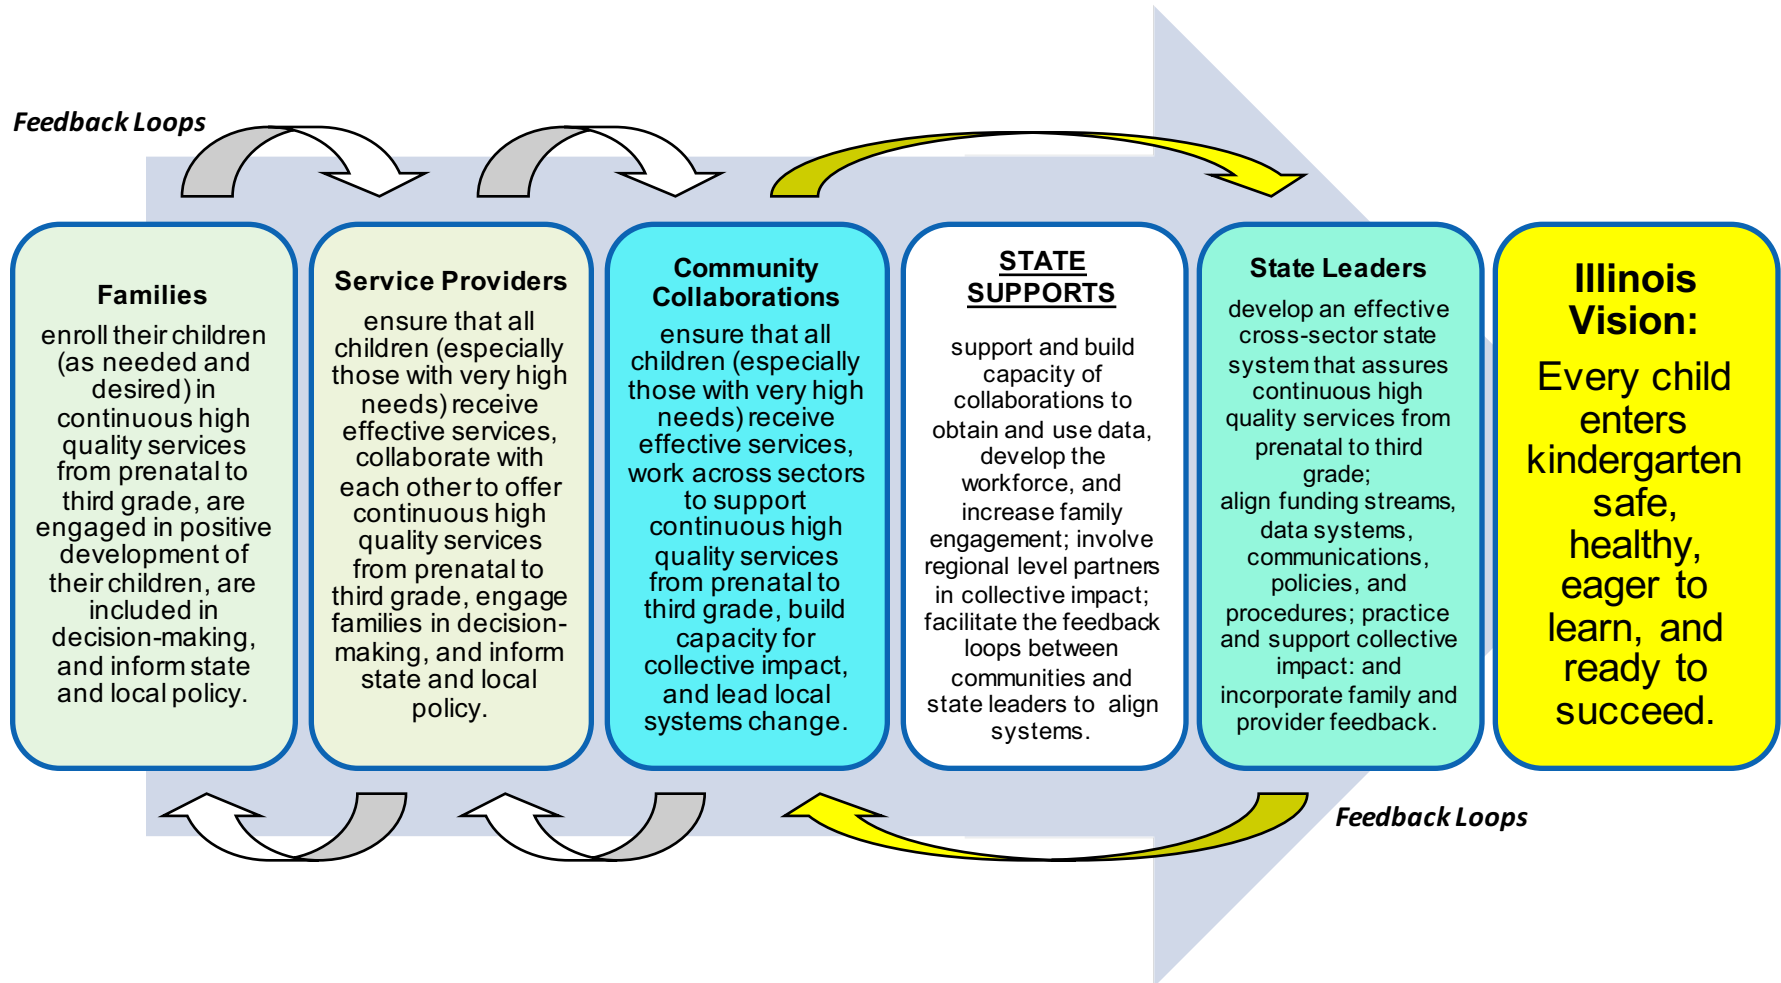 Feedback Loops
Families
enroll their children
(as needed and
desired) in
continuous high
quality services
from prenatal to
third grade, are
engaged in positive
development of
their children, are
included in
decision-making,
and inform state
and local policy.
Service Providers
ensure that all
children (especially
those with very high
needs) receive
effective services,
collaborate with
each other to offer
continuous high
quality services
from prenatal to
third grade, engage
families in decision-
making, and inform
state and local
policy.
Community
Collaborations
ensure that all
children (especially
those with very high
needs) receive
effective services,
work across sectors
to support
continuous high
quality services
from prenatal to
third grade, build
capacity for
collective impact,
and lead local
systems change.
STATE
SUPPORTS
support and build
capacity of
collaborations to
obtain and use data,
develop the
workforce, and
increase family
engagement; involve
regional level partners
in collective impact;
facilitate the feedback
loops between
communities and
state leaders to align
systems.
State Leaders
develop an effective
cross-sector state
system that assures
continuous high
quality services from
prenatal to third
grade;
align funding streams,
data systems,
communications,
policies, and
procedures; practice
and support collective
impact: and
incorporate family and
provider feedback.
Illinois
Vision:
Every child
enters
kindergarten
safe,
healthy,
eager to
learn, and
ready to
succeed.
Feedback Loops